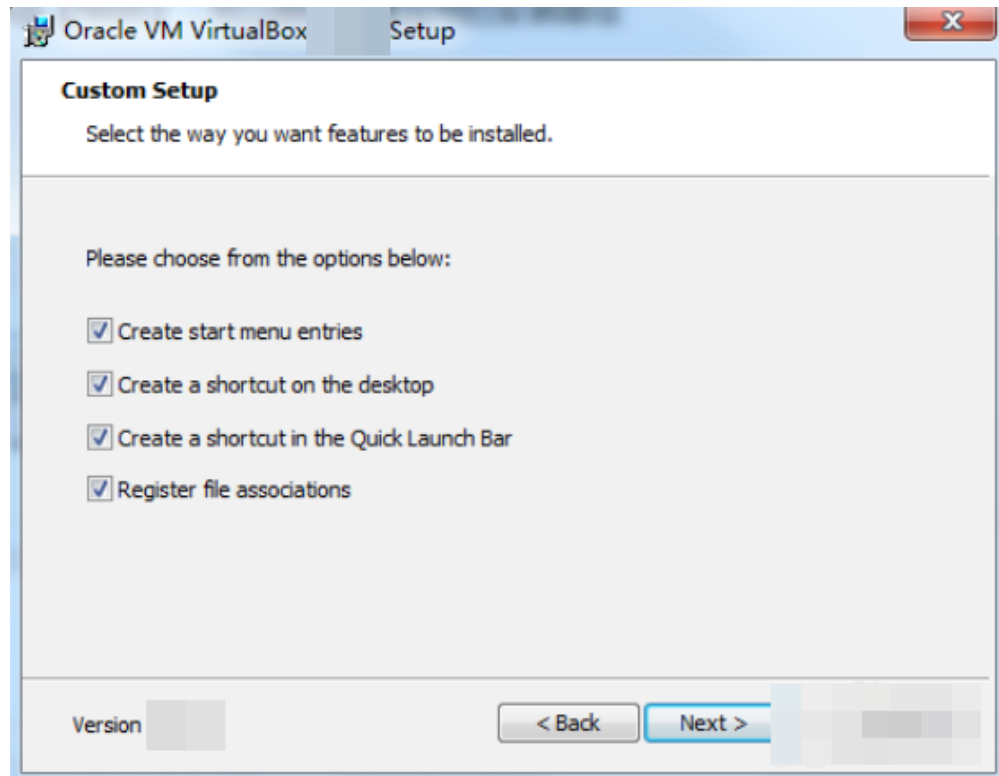 Oracle VM VirtualBox Setup
Custom Setup
Select the way you want features to be installed.
Please choose from the options below:
Create start menu entries
Create a shortcut on the desktop
Create a shortcut in the Quick Launch Bar
Register file associations
Version
< Back Next >